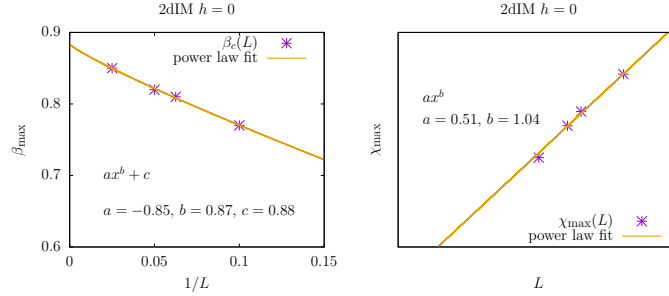 2dIM h = 0
0.9
0.8
0.7
0.6
β_max
β_c(L)
power law fit
ax^b + c
a = −0.85, b = 0.87, c = 0.88
0
0.05
0.1
0.15
1/L
2dIM h = 0
χ_max
ax^b
a = 0.51, b = 1.04
χ_max(L)
power law fit
L